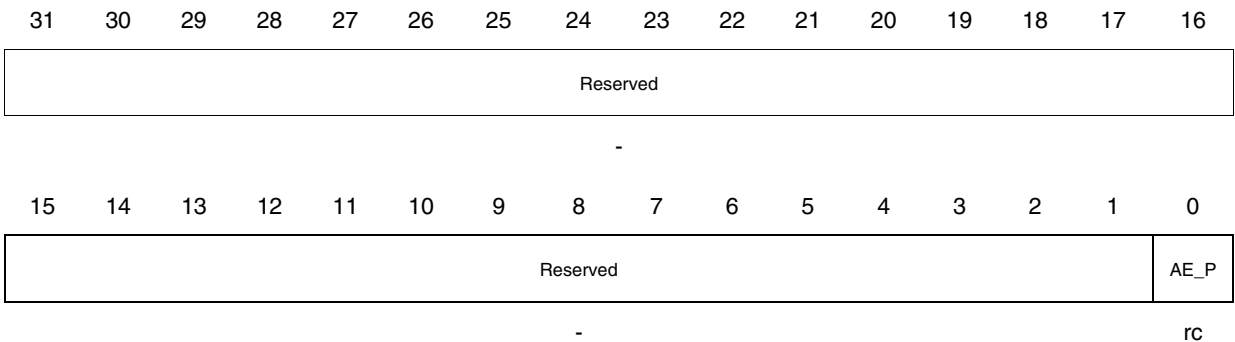 31 30 29 28 27 26 25 24 23 22 21 20 19 18 17 16
Reserved
-
15 14 13 12 11 10 9 8 7 6 5 4 3 2 1 0
Reserved AE_P
- rc